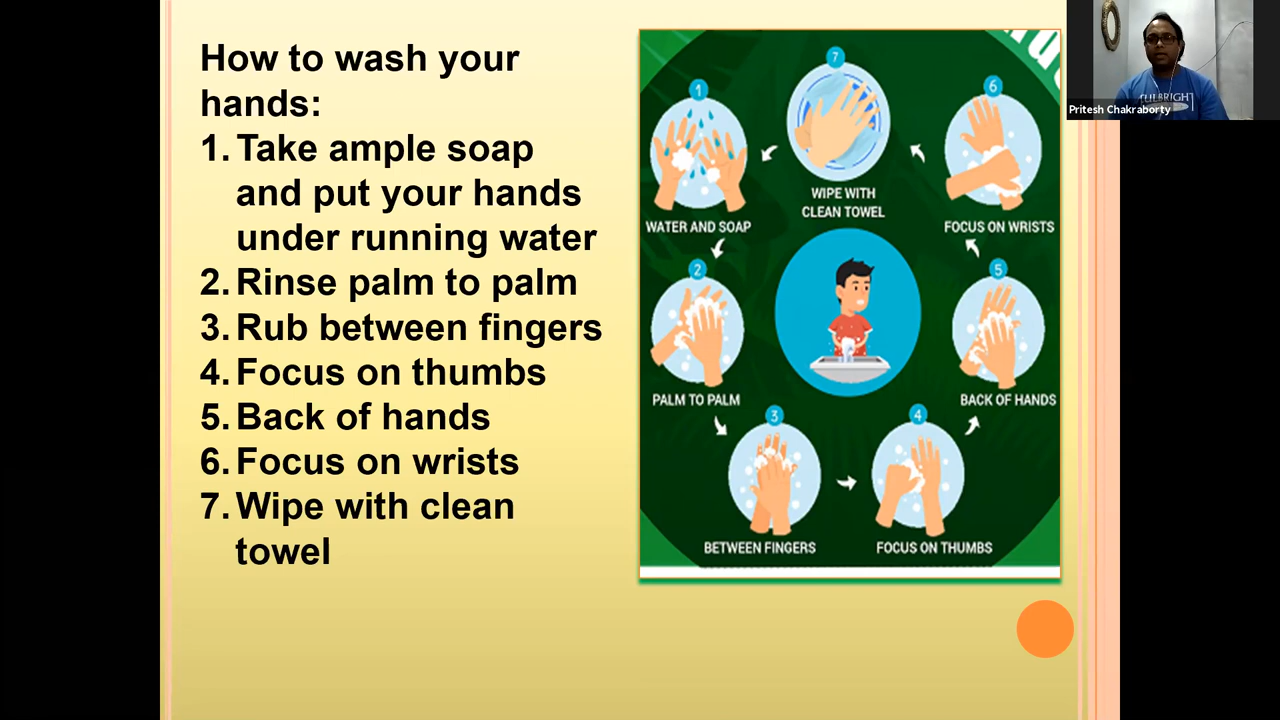 How to wash your
hands:
1. Take ample soap
and put your hands
under running water
2. Rinse palm to palm
3. Rub between fingers
4. Focus on thumbs
5. Back of hands
6. Focus on wrists
7. Wipe with clean
towel
7
WIPE WITH
CLEAN TOWEL
1
WATER AND SOAP
6
FOCUS ON WRISTS
2
PALM TO PALM
5
BACK OF HANDS
3
BETWEEN FINGERS
4
FOCUS ON THUMBS
Pritesh Chakraborty